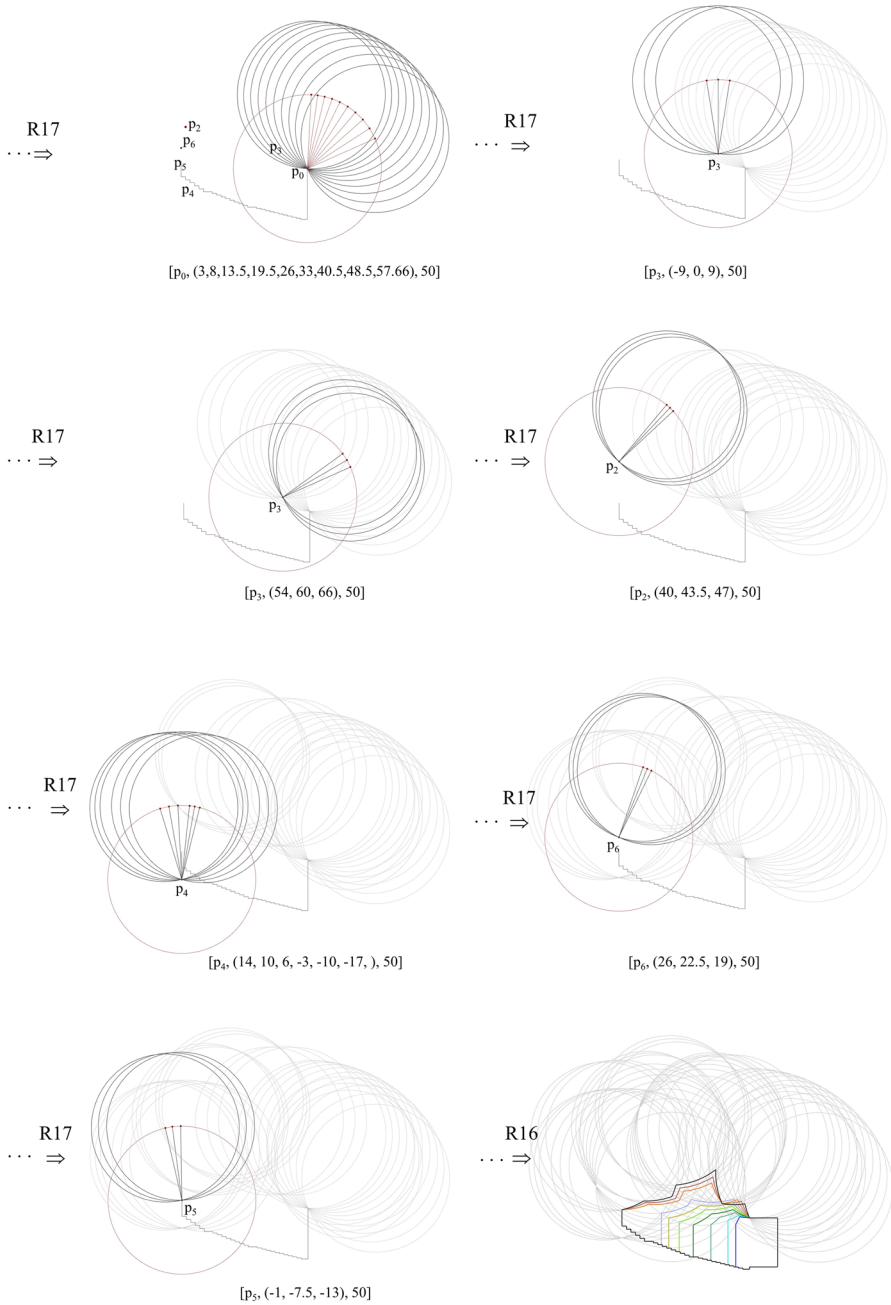 R17
··· ⇒
p₂
p₆
p₃
p₅
p₀
p₄
[p₀, (3,8,13.5,19.5,26,33,40.5,48.5,57.66), 50]
R17
··· ⇒
p₃
[p₃, (-9, 0, 9), 50]
R17
··· ⇒
p₃
[p₃, (54, 60, 66), 50]
R17
··· ⇒
p₂
[p₂, (40, 43.5, 47), 50]
R17
··· ⇒
p₄
[p₄, (14, 10, 6, -3, -10, -17, ), 50]
R17
··· ⇒
p₆
[p₆, (26, 22.5, 19), 50]
R17
··· ⇒
p₅
[p₅, (-1, -7.5, -13), 50]
R16
··· ⇒